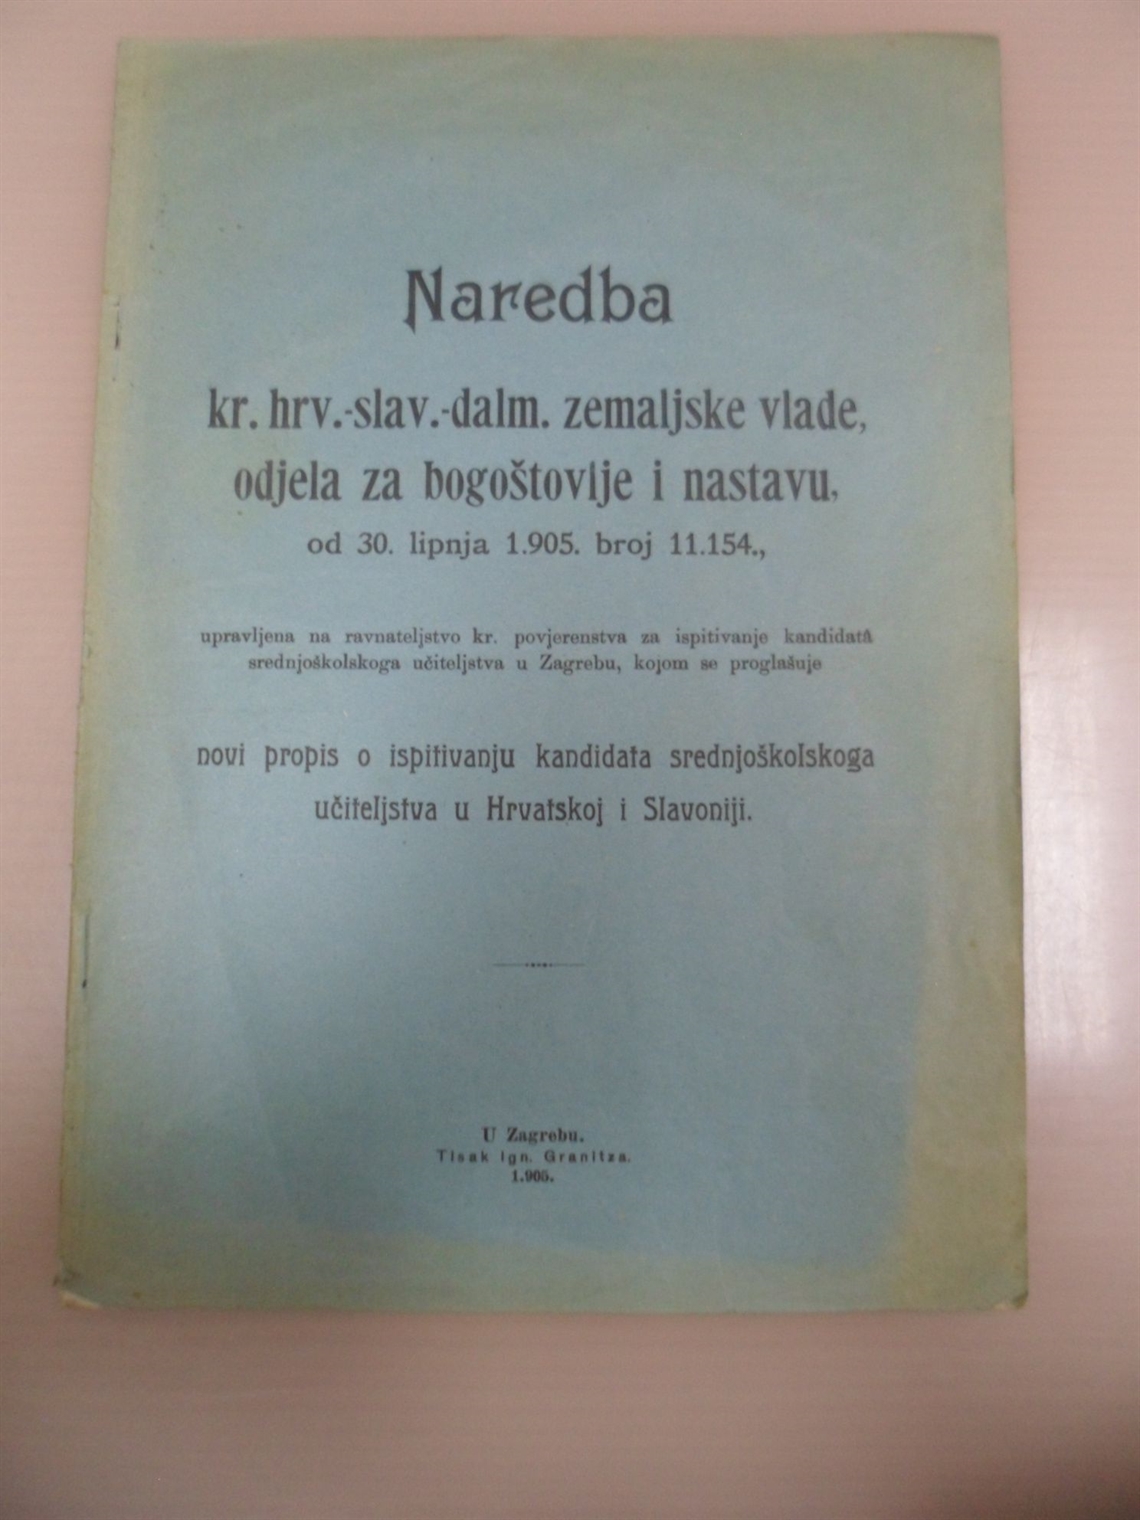 Naredba
kr. hrv.-slav.-dalm. zemaljske vlade,
odjela za bogoštovlje i nastavu,
od 30. lipnja 1.905. broj 11.154.,
upravljena na ravnateljstvo kr. povjerenstva za ispitivanje kandidata
srednjoškolskoga učiteljstva u Zagrebu, kojom se proglašuje
novi propis o ispitivanju kandidata srednjoškolskoga
učiteljstva u Hrvatskoj i Slavoniji.
U Zagrebu.
Tisak Ign. Granitza.
1.905.